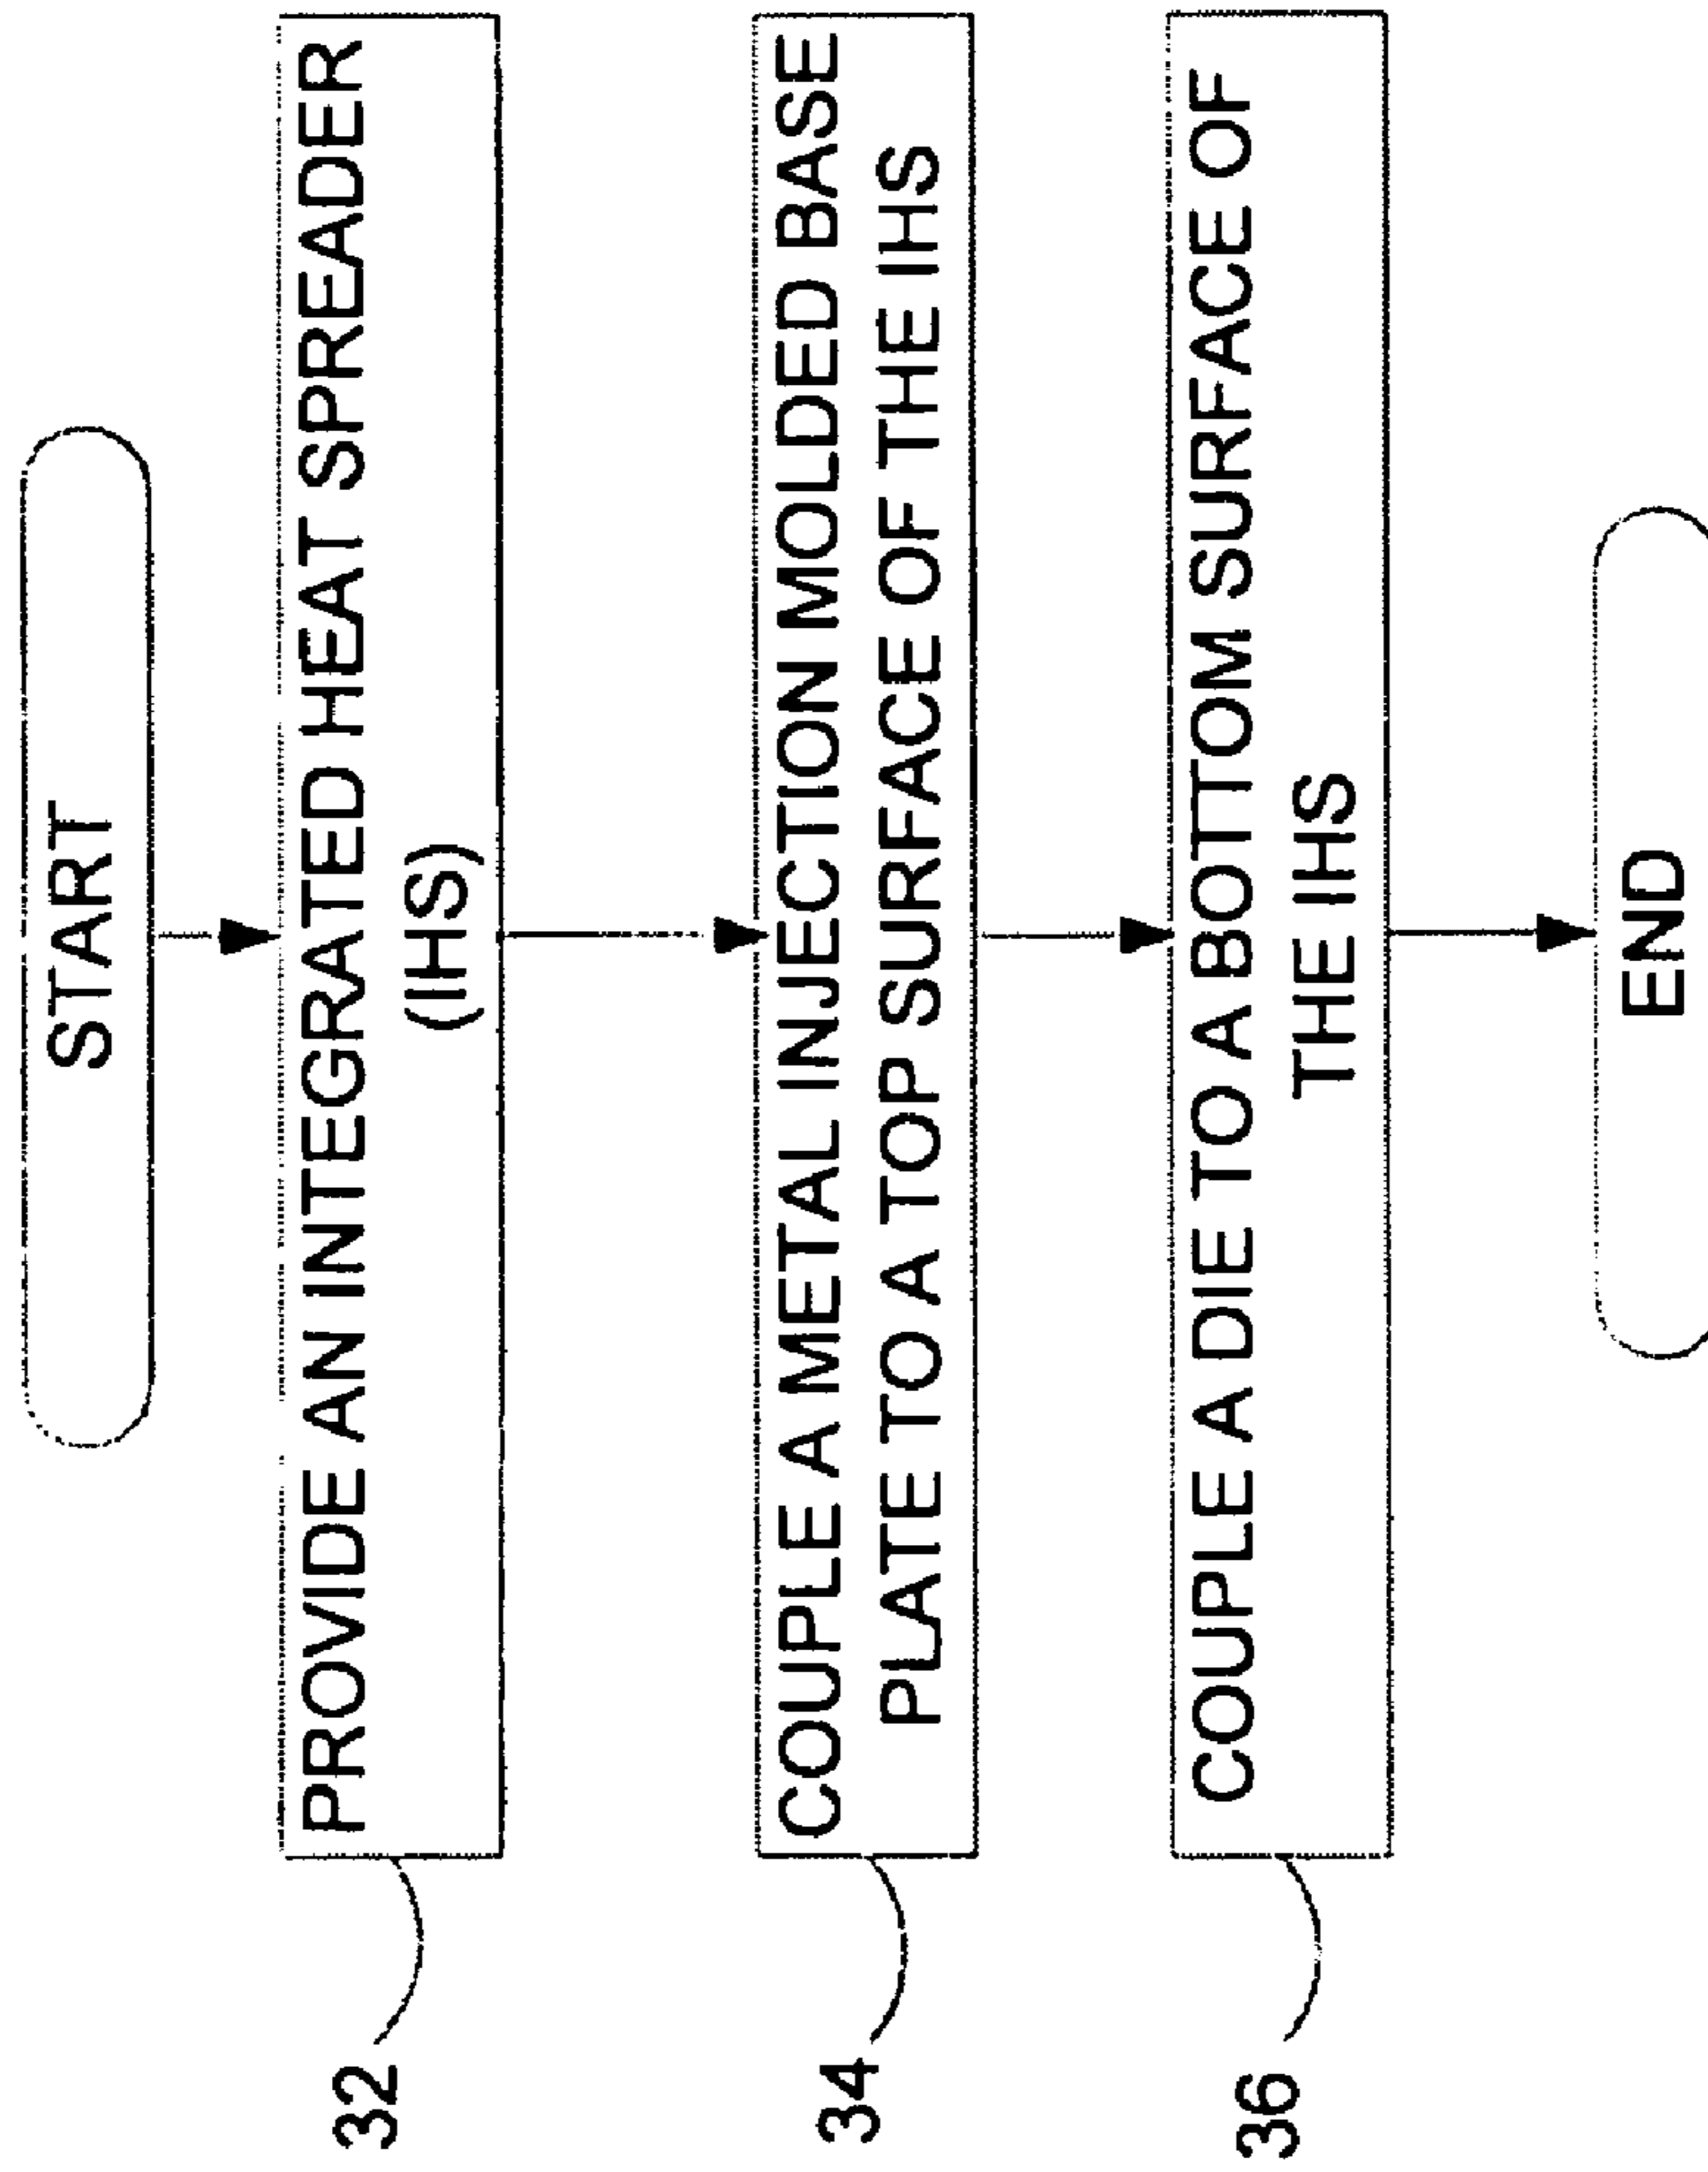 START
PROVIDE AN INTEGRATED HEAT SPREADER
(IHS)
32
COUPLE A METAL INJECTION MOLDED BASE
PLATE TO A TOP SURFACE OF THE IHS
34
COUPLE A DIE TO A BOTTOM SURFACE OF
THE IHS
36
END